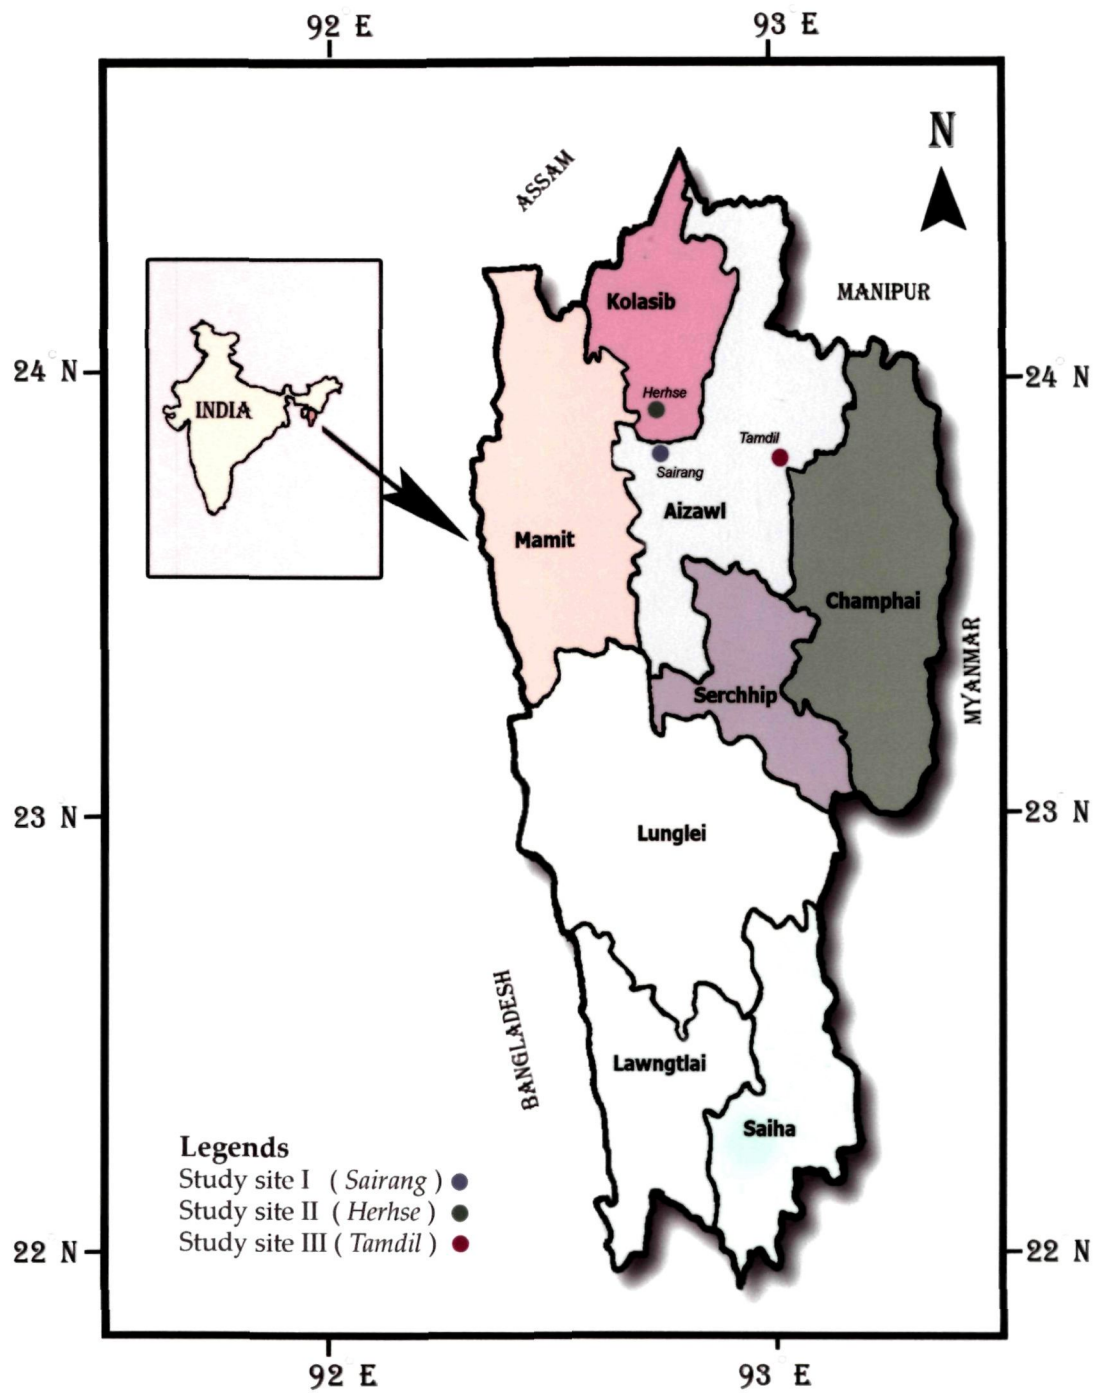 92 E
93 E
N
ASSAM
MANIPUR
Kolasib
24 N
24 N
INDIA
Herhse
Tamdil
Sairang
Aizawl
Mamit
Champhai
MYANMAR
Serchhip
23 N
23 N
Lunglei
BANGLADESH
Lawngtlai
Saiha
Legends
Study site I ( Sairang )
Study site II ( Herhse )
Study site III ( Tamdil )
22 N
22 N
92 E
93 E